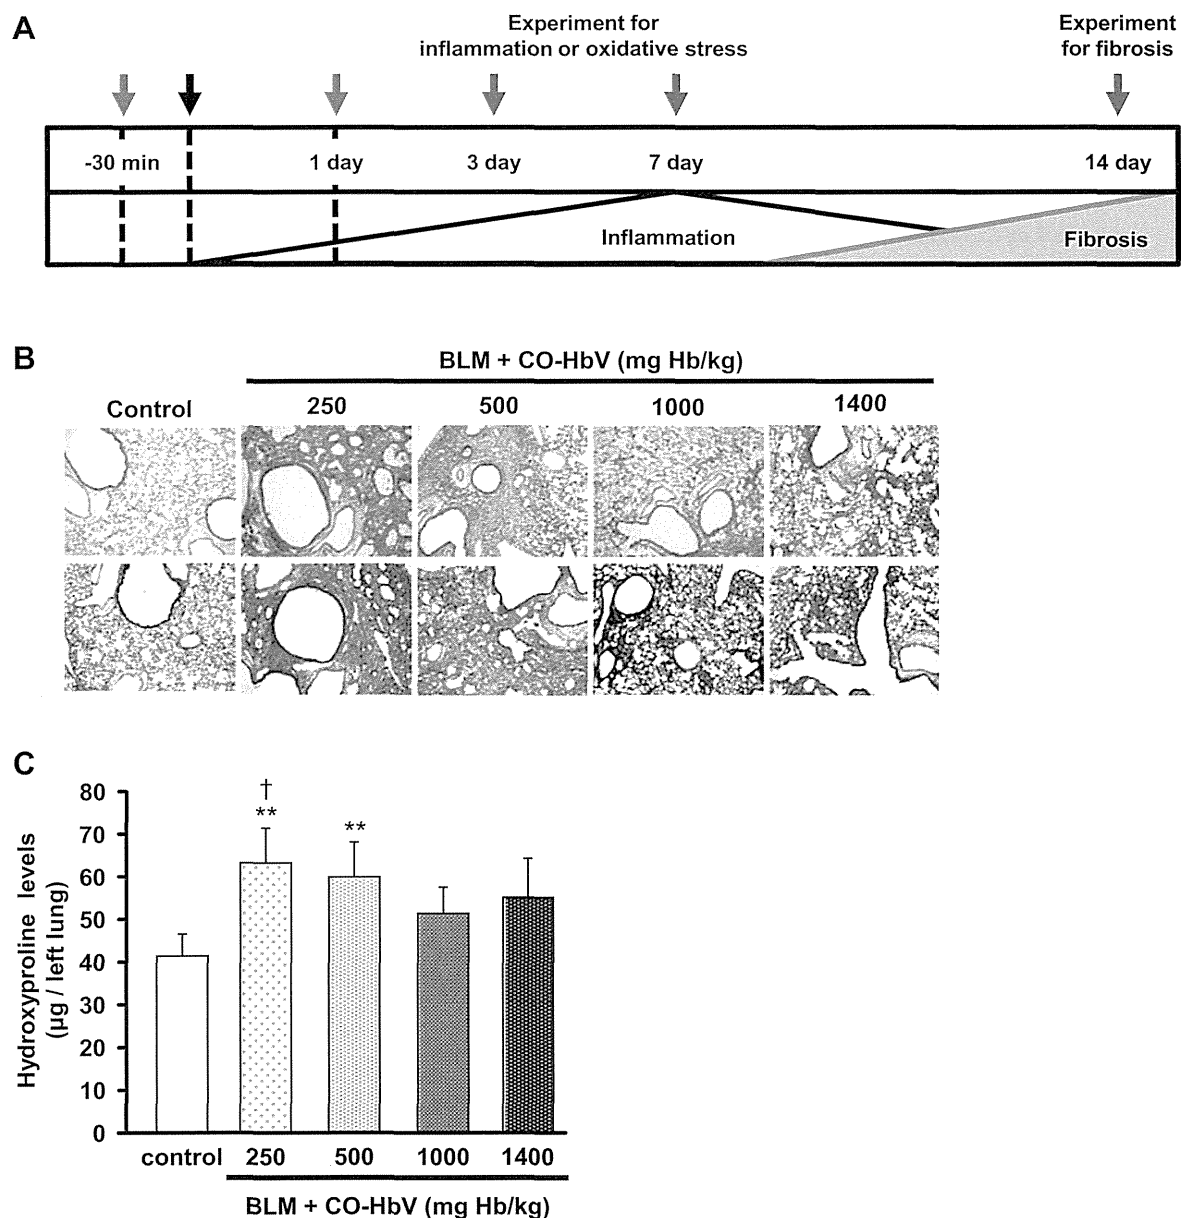 A
Experiment for
inflammation or oxidative stress
Experiment
for fibrosis
-30 min
1 day
3 day
7 day
14 day
Inflammation
Fibrosis
B
BLM + CO-HbV (mg Hb/kg)
Control
250
500
1000
1400
C
Hydroxyproline levels
(µg / left lung)
80
70
60
50
40
30
20
10
0
†
**
**
control
250
500
1000
1400
BLM + CO-HbV (mg Hb/kg)